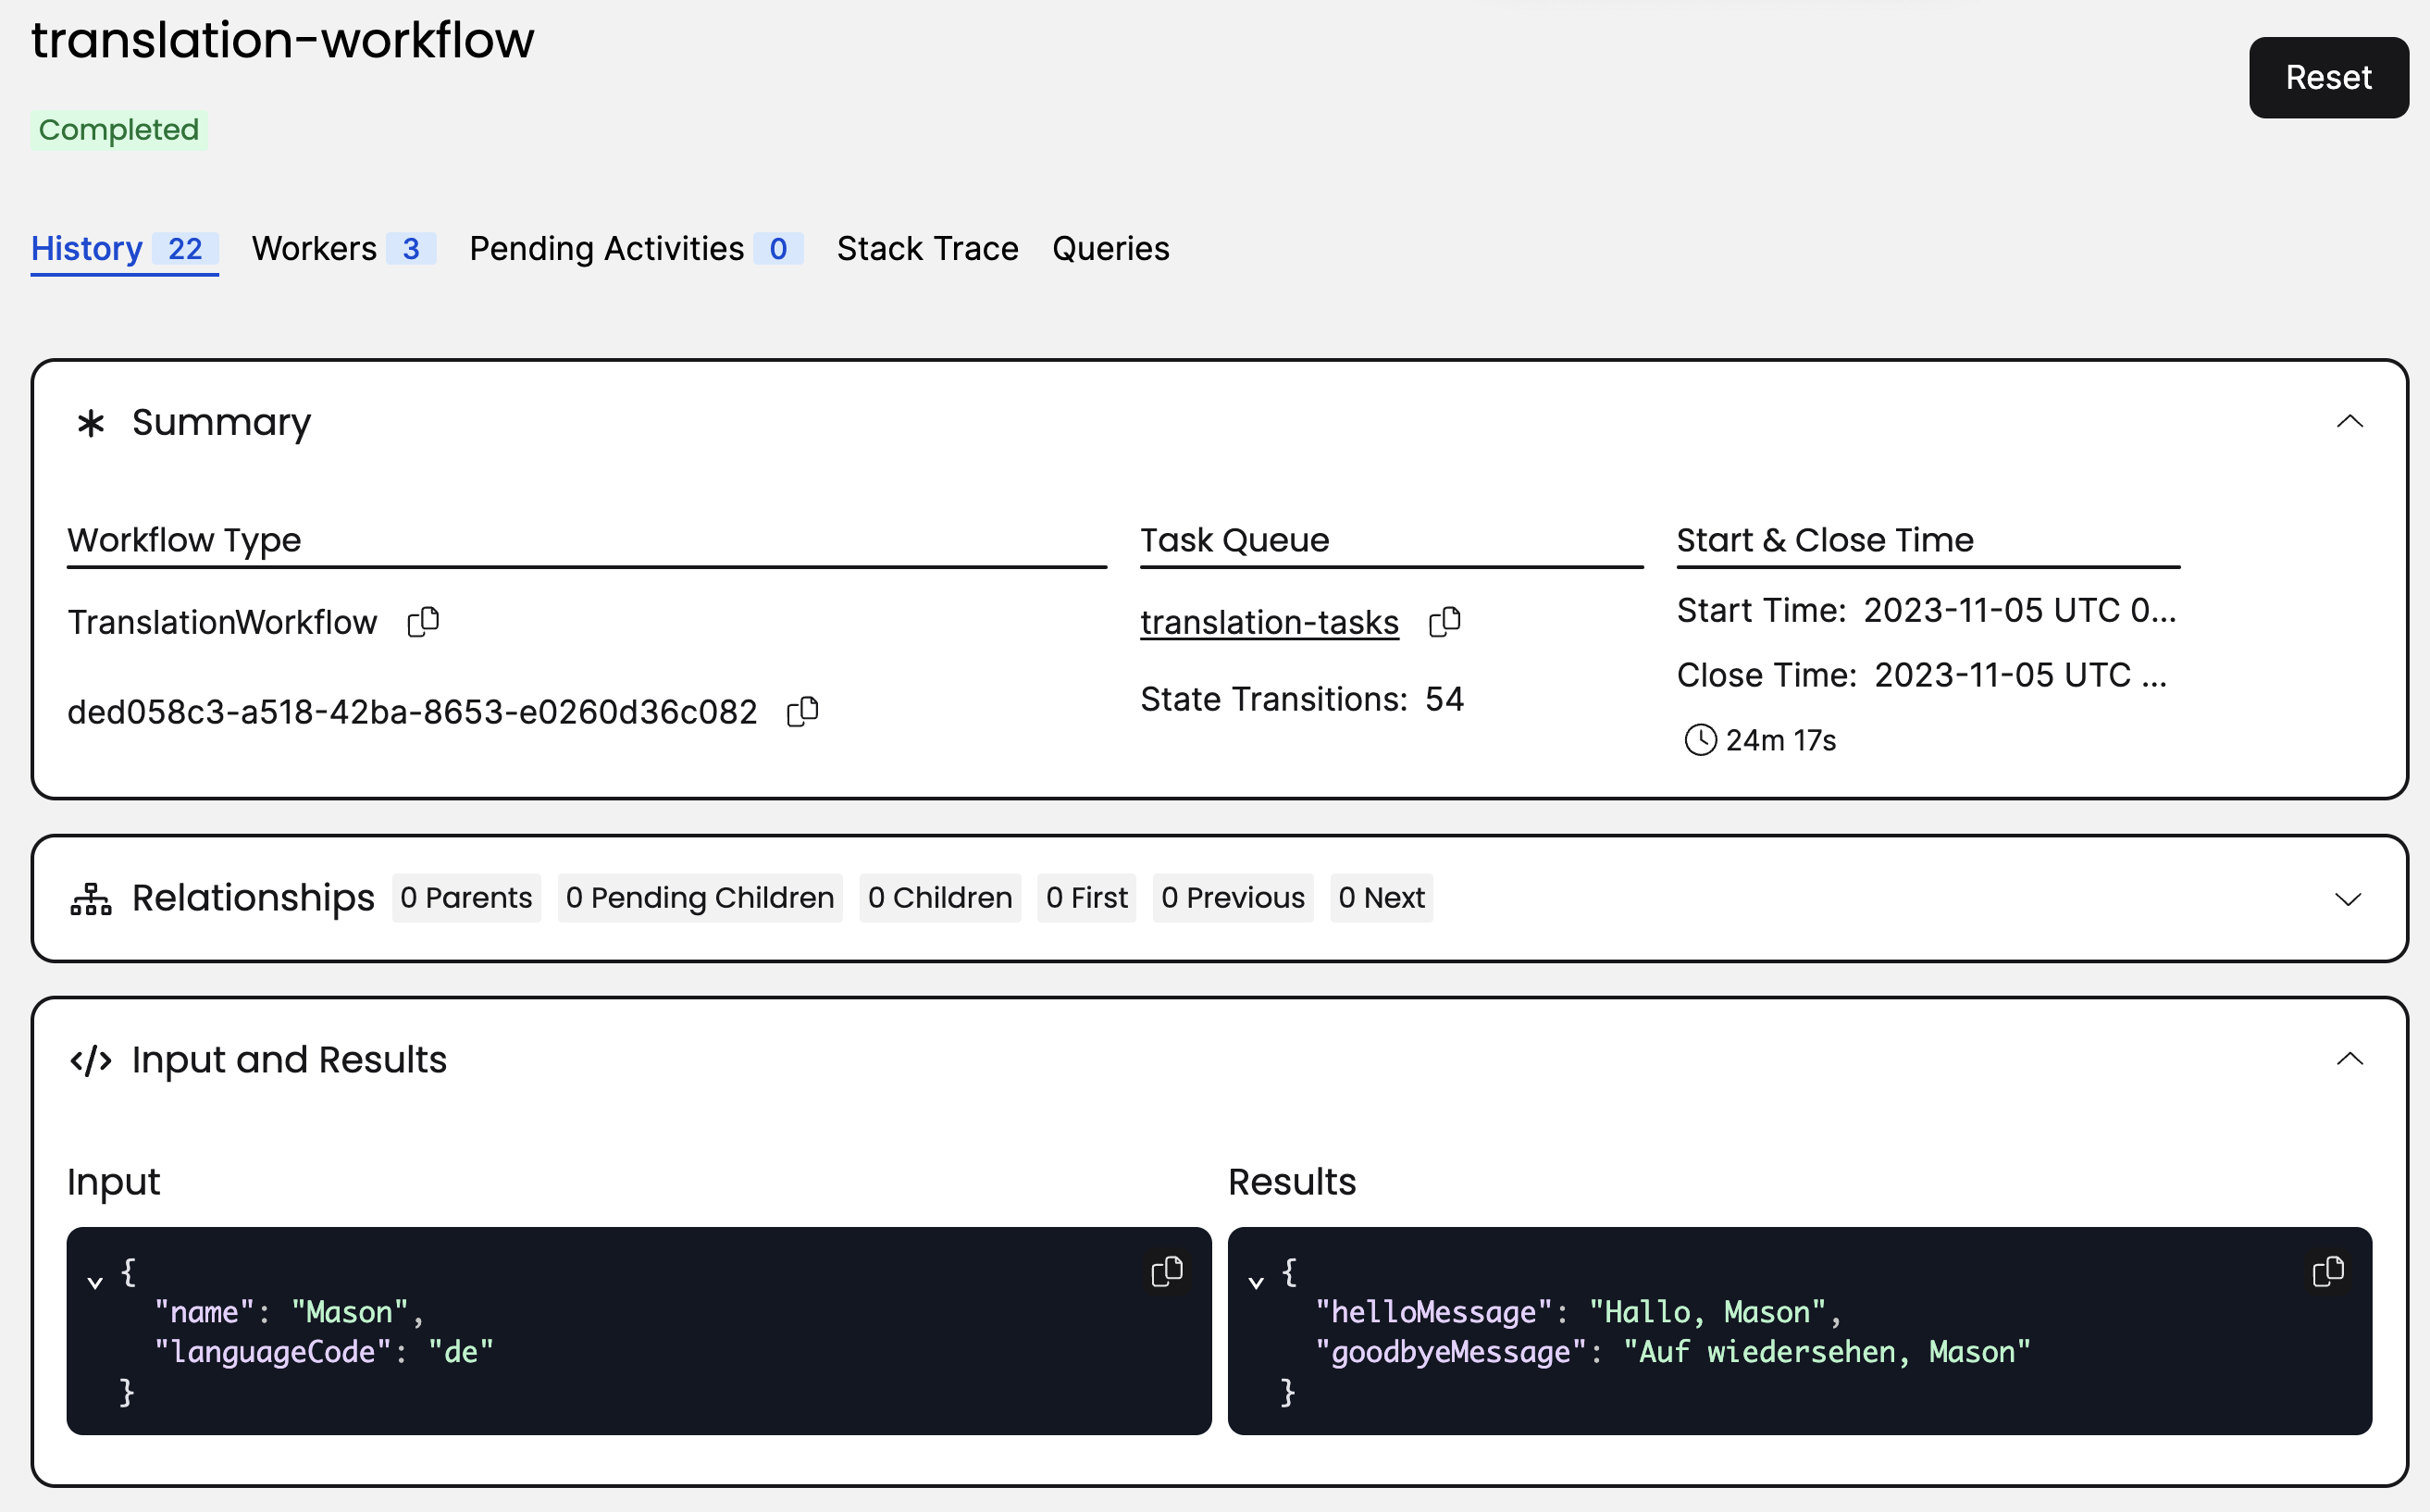 translation-workflow
Reset
Completed
History 22 Workers 3 Pending Activities 0 Stack Trace Queries
Summary
Workflow Type
TranslationWorkflow
ded058c3-a518-42ba-8653-e0260d36c082
Task Queue
translation-tasks
State Transitions: 54
Start & Close Time
Start Time: 2023-11-05 UTC 0...
Close Time: 2023-11-05 UTC ...
24m 17s
Relationships 0 Parents 0 Pending Children 0 Children 0 First 0 Previous 0 Next
</> Input and Results
Input
{
"name": "Mason",
"languageCode": "de"
}
Results
{
"helloMessage": "Hallo, Mason",
"goodbyeMessage": "Auf wiedersehen, Mason"
}